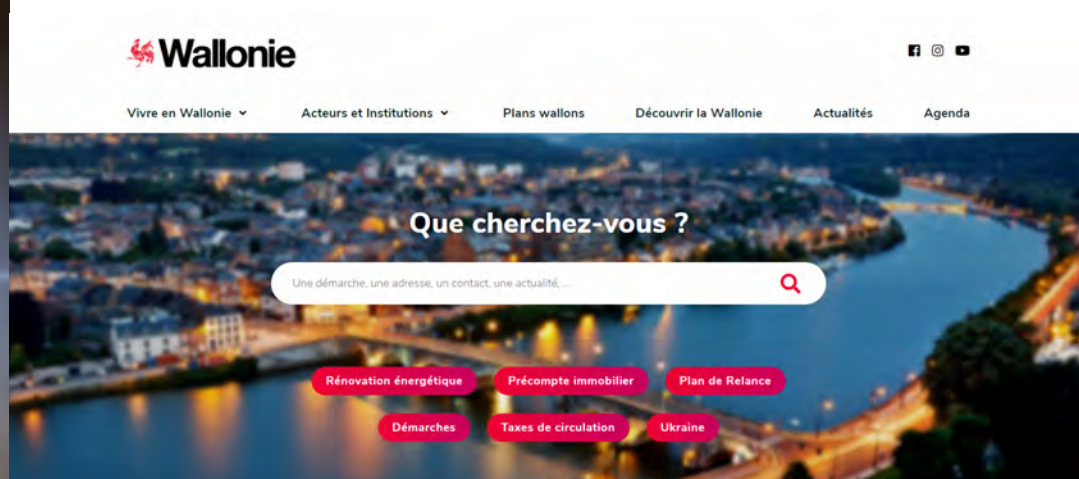 Wallonie
Vivre en Wallonie Acteurs et Institutions Plans wallons Découvrir la Wallonie Actualités Agenda
Que cherchez-vous ?
Une démarche, une adresse, un contact, une actualité, ...
Rénovation énergétique Précompte immobilier Plan de Relance
Démarches Taxes de circulation Ukraine